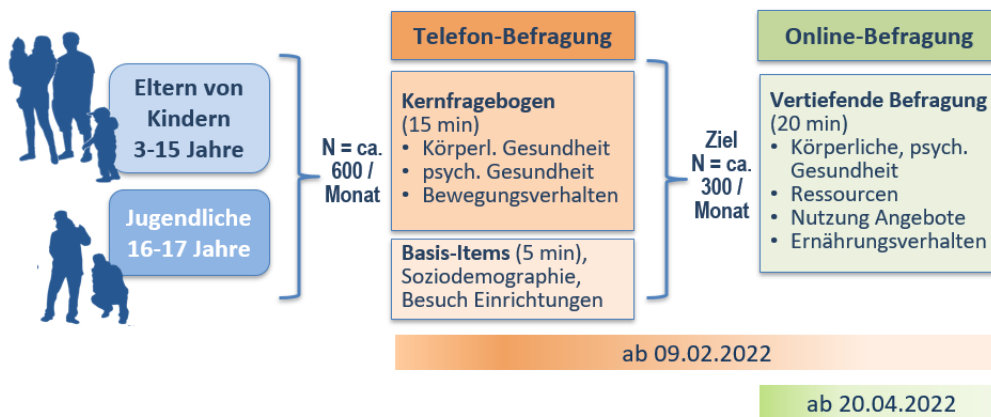 Eltern von
Kindern
3-15 Jahre
Jugendliche
16-17 Jahre
N = ca.
600 /
Monat
Telefon-Befragung
Kernfragebogen
(15 min)
• Körperl. Gesundheit
• psych. Gesundheit
• Bewegungsverhalten
Basis-Items (5 min),
Soziodemographie,
Besuch Einrichtungen
Ziel
N = ca.
300 /
Monat
Online-Befragung
Vertiefende Befragung
(20 min)
• Körperliche, psych.
Gesundheit
• Ressourcen
• Nutzung Angebote
• Ernährungsverhalten
ab 09.02.2022
ab 20.04.2022